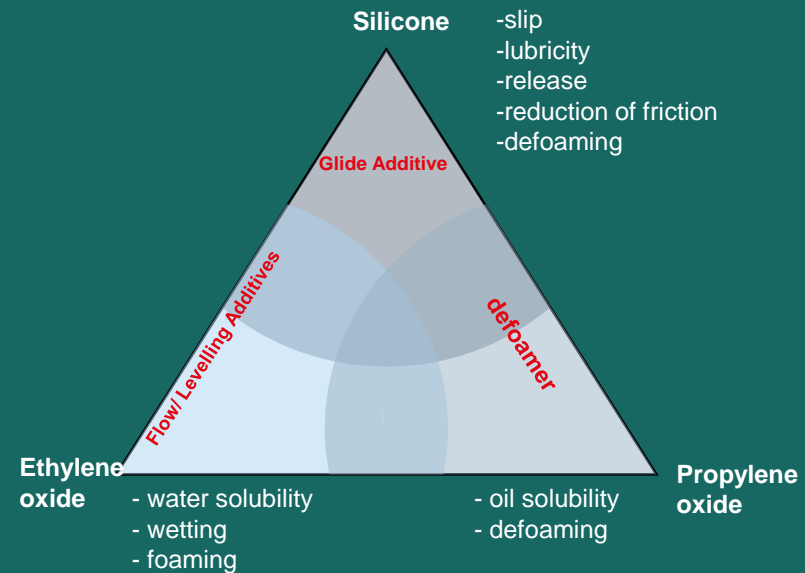 Silicone
-slip
-lubricity
-release
-reduction of friction
-defoaming
Glide Additive
Flow/ Levelling Additives
defoamer
Ethylene
oxide
- water solubility
- wetting
- foaming
- oil solubility
- defoaming
Propylene
oxide